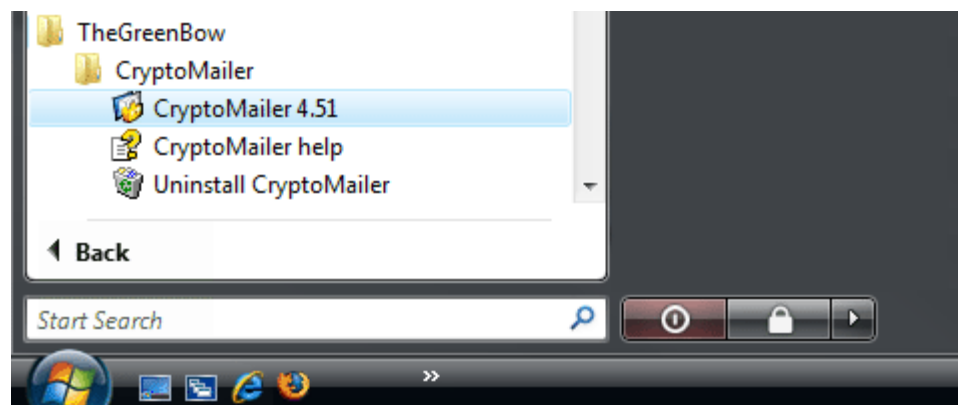 TheGreenBow
CryptoMailer
CryptoMailer 4.51
CryptoMailer help
Uninstall CryptoMailer
Back
Start Search